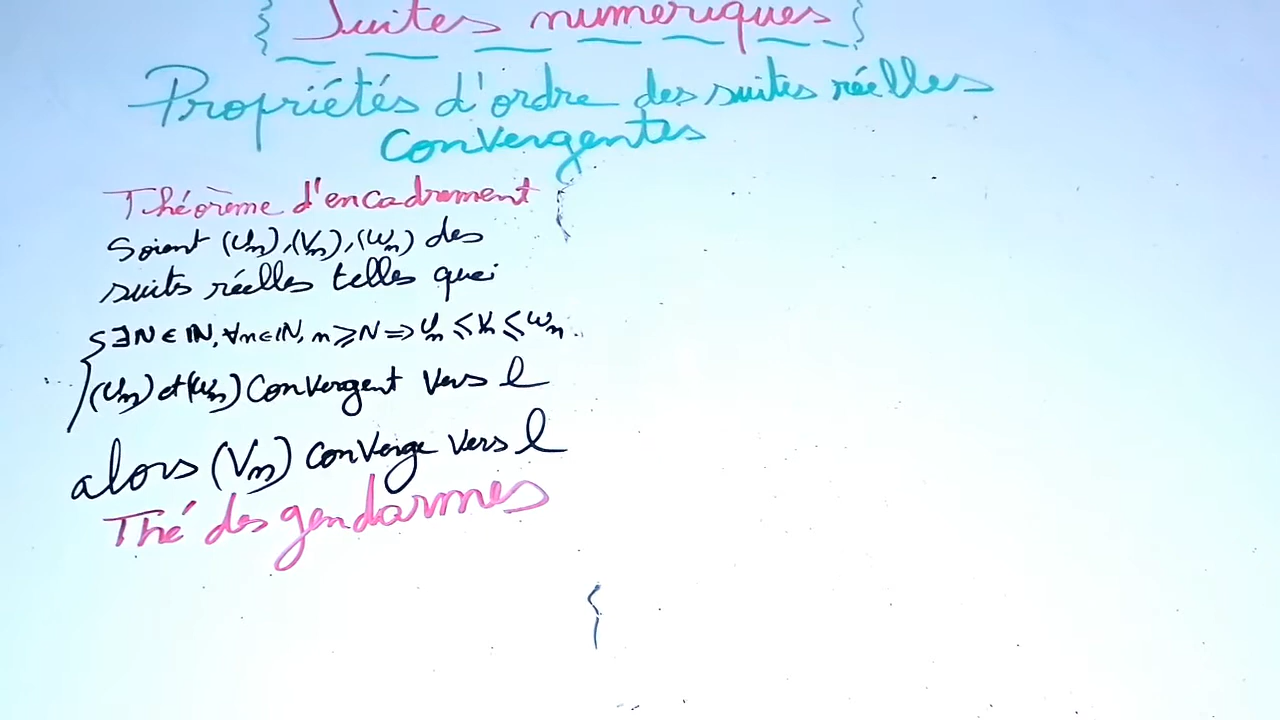 Suites numériques
Propriétés d'ordre des suites réelles
Convergentes
Théorème d'encadrement
Soient (Un), (Vn), (Wn) des
suits réelles telles que:
{ ∃N ∈ ℕ, ∀n ∈ ℕ, n ≥ N ⇒ Un ≤ Vn ≤ Wn
(Un) et (Wn) Convergent Vers l
alors (Vn) converge vers l
Thé des gendarmes